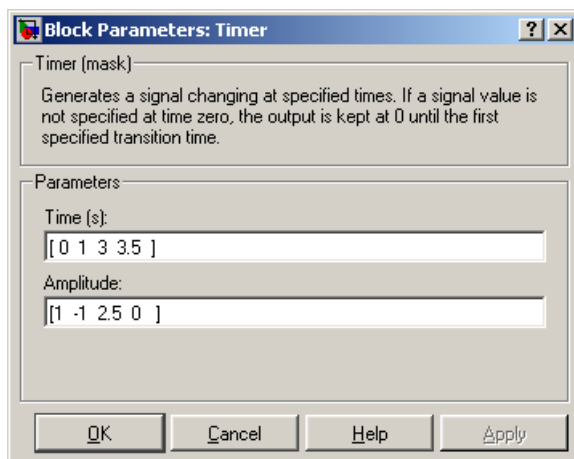 Block Parameters: Timer
Timer (mask)
Generates a signal changing at specified times. If a signal value is
not specified at time zero, the output is kept at 0 until the first
specified transition time.
Parameters
Time (s):
[ 0 1 3 3.5 ]
Amplitude:
[1 -1 2.5 0 ]
OK Cancel Help Apply